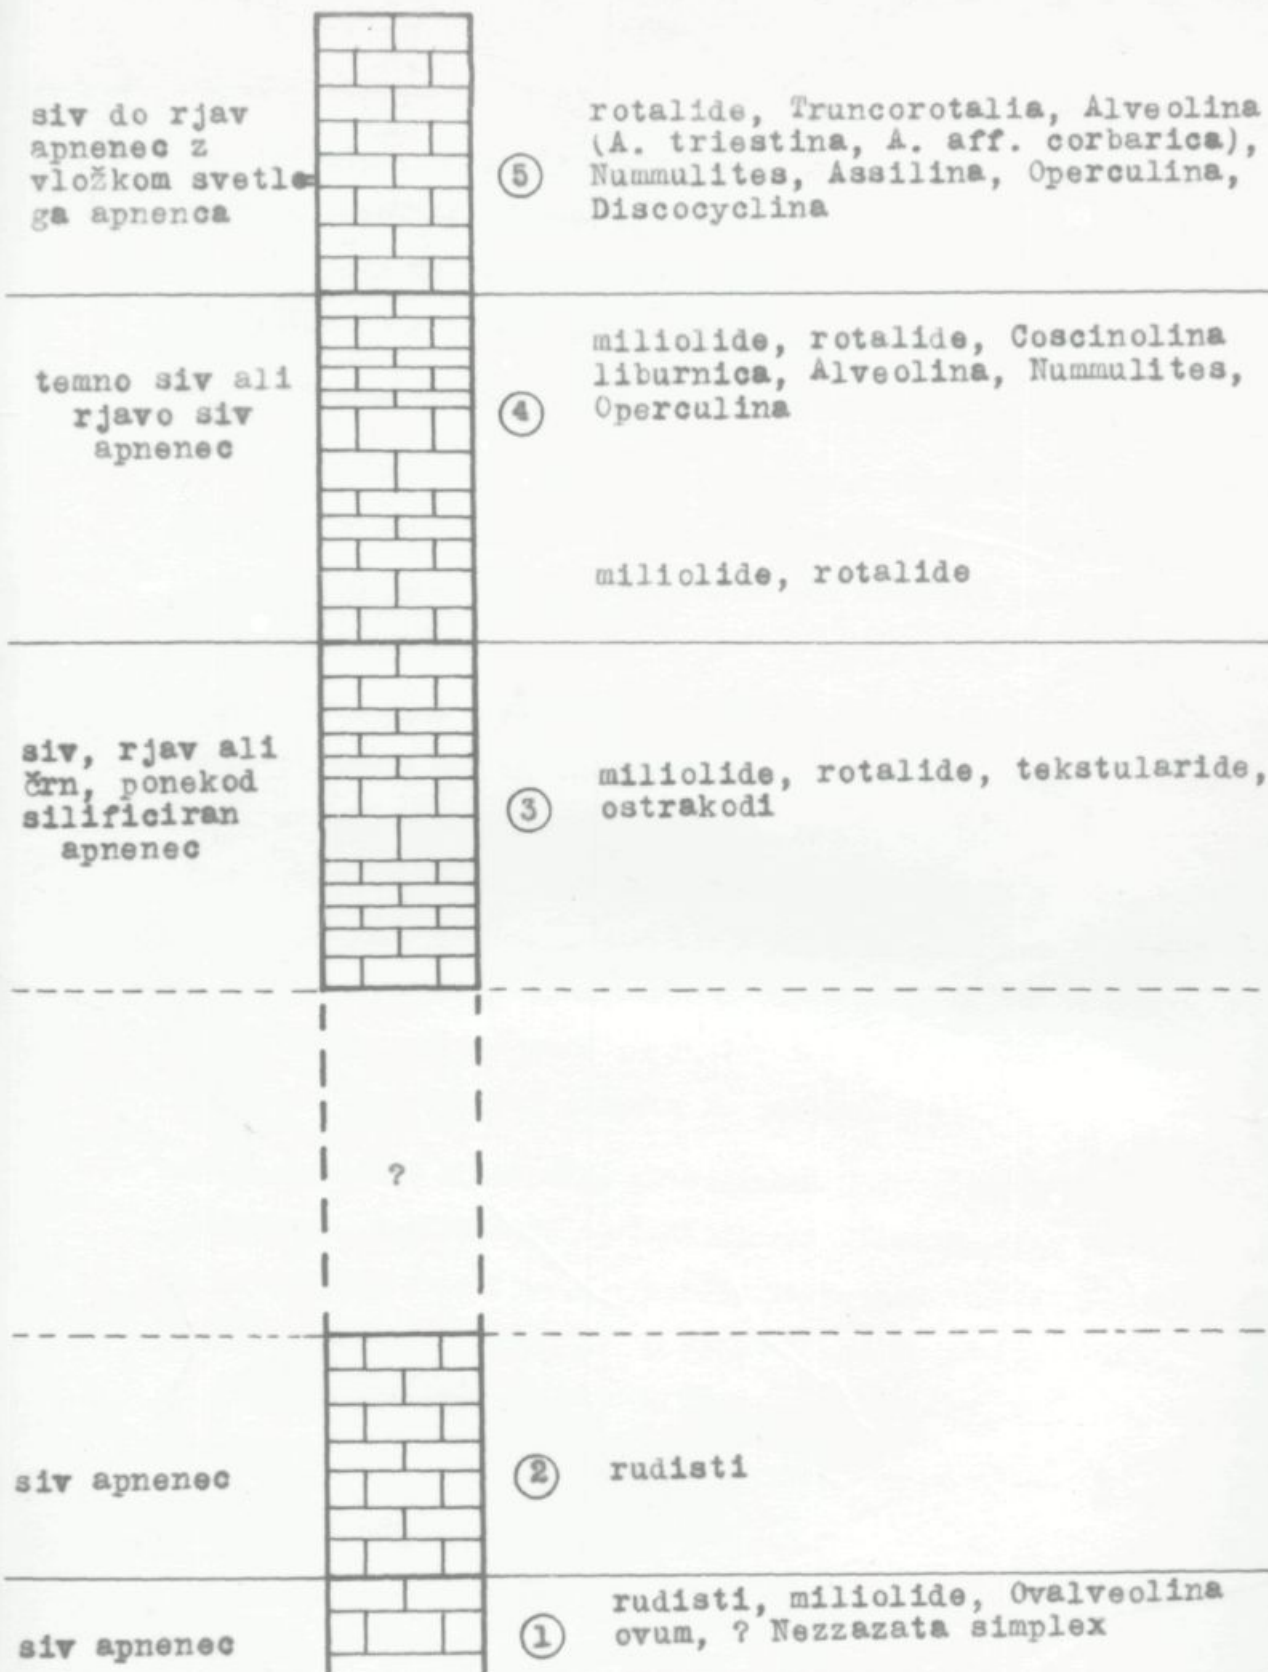 siv do rjav
apnenec z
vložkom svetle=
ga apnenca
5
rotalide, Truncorotalia, Alveolina
(A. triestina, A. aff. corbarica),
Nummulites, Assilina, Operculina,
Discocyclina
temno siv ali
rjavo siv
apnenec
4
miliolide, rotalide, Coscinolina
liburnica, Alveolina, Nummulites,
Operculina
miliolide, rotalide
siv, rjav ali
črn, ponekod
silificiran
apnenec
3
miliolide, rotalide, tekstularide,
ostrakodi
?
siv apnenec
2
rudisti
siv apnenec
1
rudisti, miliolide, Ovalveolina
ovum, ? Nezzazata simplex